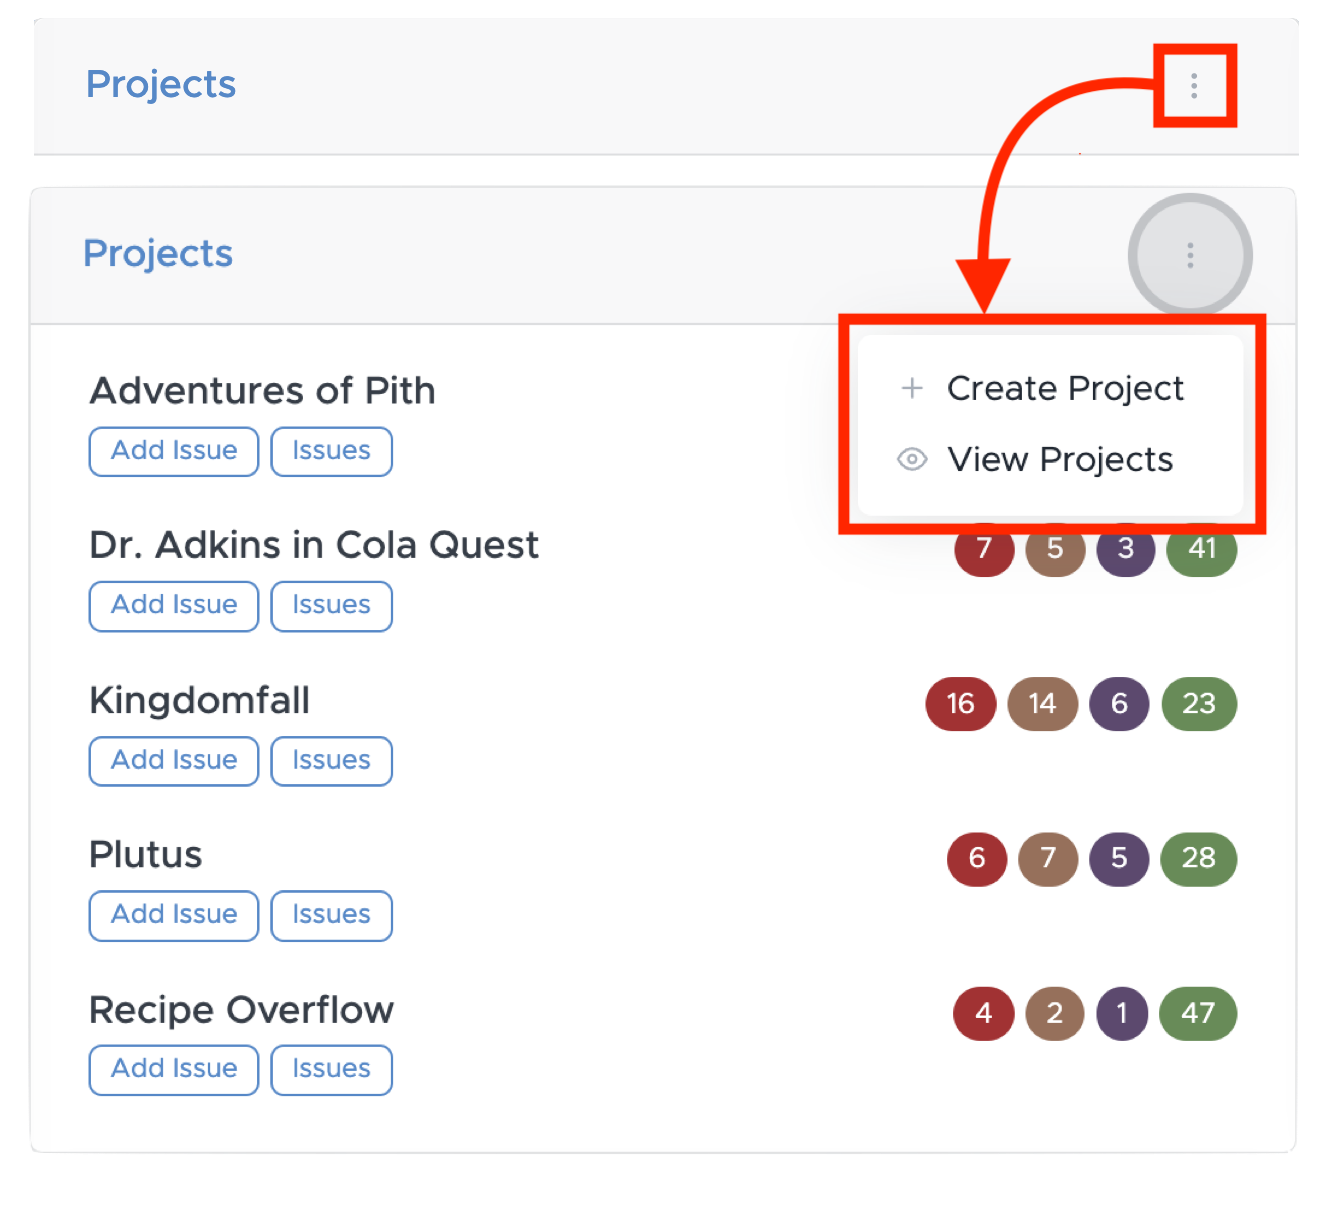 Projects
Projects
Create Project
View Projects
Adventures of Pith
Add Issue Issues
Dr. Adkins in Cola Quest 7 5 3 41
Add Issue Issues
Kingdomfall 16 14 6 23
Add Issue Issues
Plutus 6 7 5 28
Add Issue Issues
Recipe Overflow 4 2 1 47
Add Issue Issues